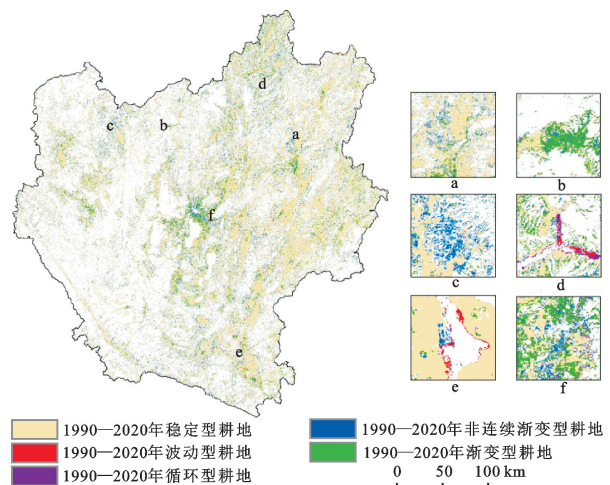 d
c
b
a
f
e
a
b
c
d
e
f
1990—2020年稳定型耕地
1990—2020年波动型耕地
1990—2020年循环型耕地
1990—2020年非连续渐变型耕地
1990—2020年渐变型耕地
0 50 100 km